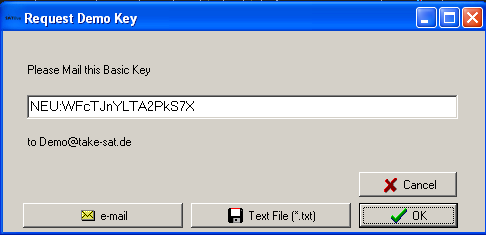 Request Demo Key
Please Mail this Basic Key
NEU:WFcTJnYLTA2PkS7X
to Demo@take-sat.de
Cancel
e-mail
Text File (*.txt)
OK